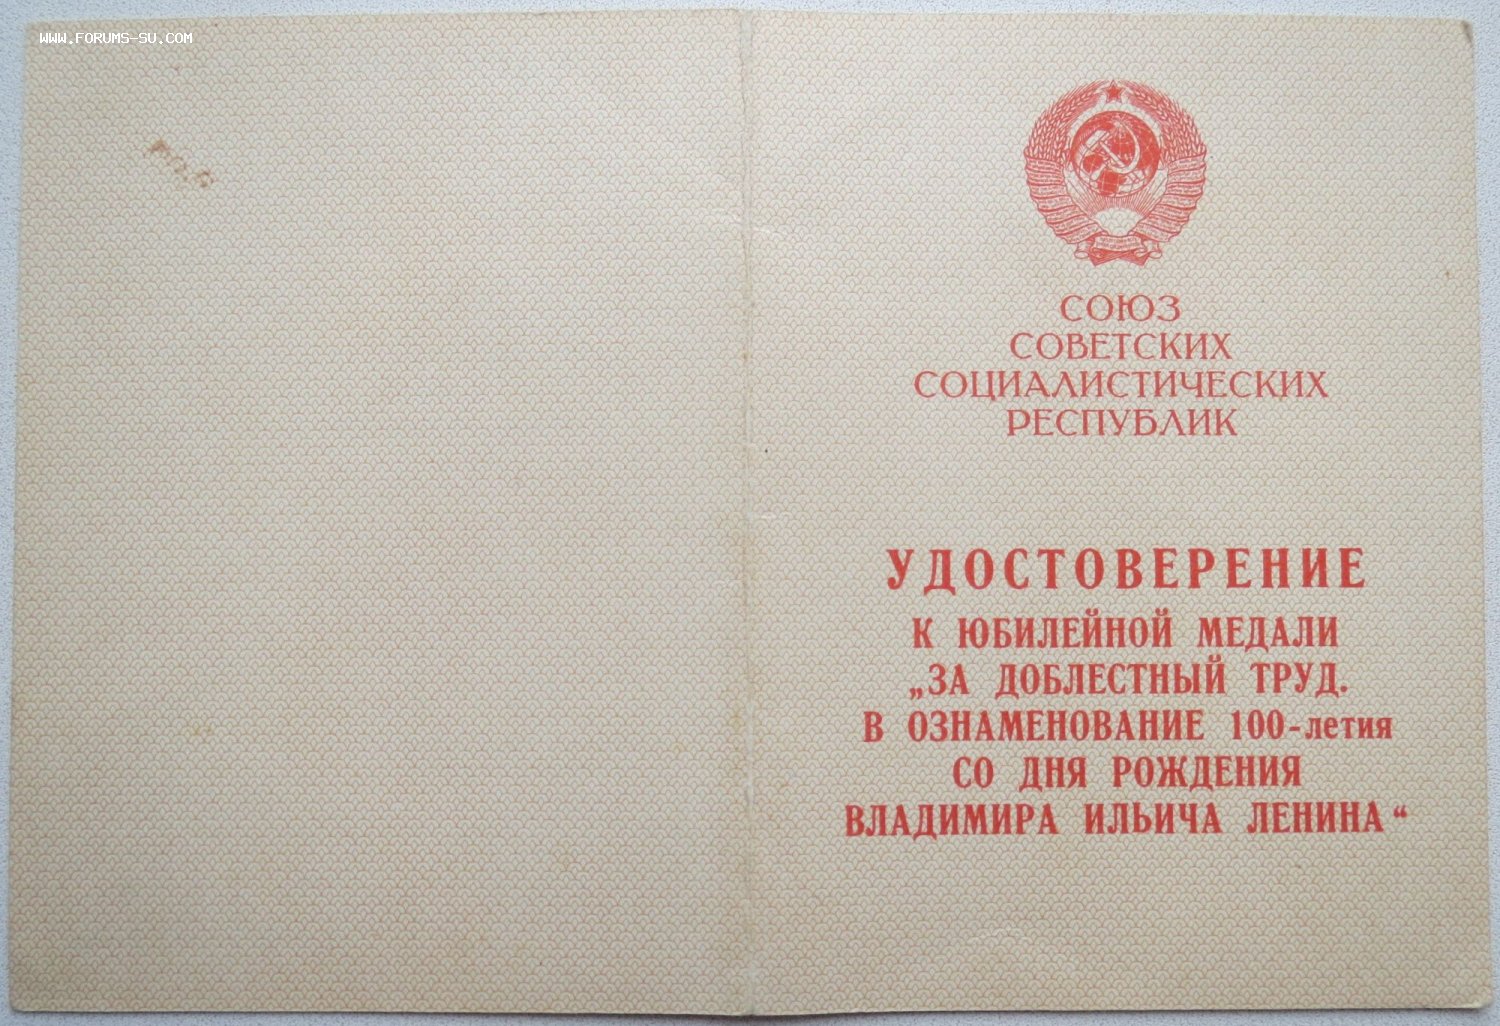 WWW.FORUMS-SU.COM
СОЮЗ
СОВЕТСКИХ
СОЦИАЛИСТИЧЕСКИХ
РЕСПУБЛИК
УДОСТОВЕРЕНИЕ
К ЮБИЛЕЙНОЙ МЕДАЛИ
„ЗА ДОБЛЕСТНЫЙ ТРУД.
В ОЗНАМЕНОВАНИЕ 100-летия
СО ДНЯ РОЖДЕНИЯ
ВЛАДИМИРА ИЛЬИЧА ЛЕНИНА“